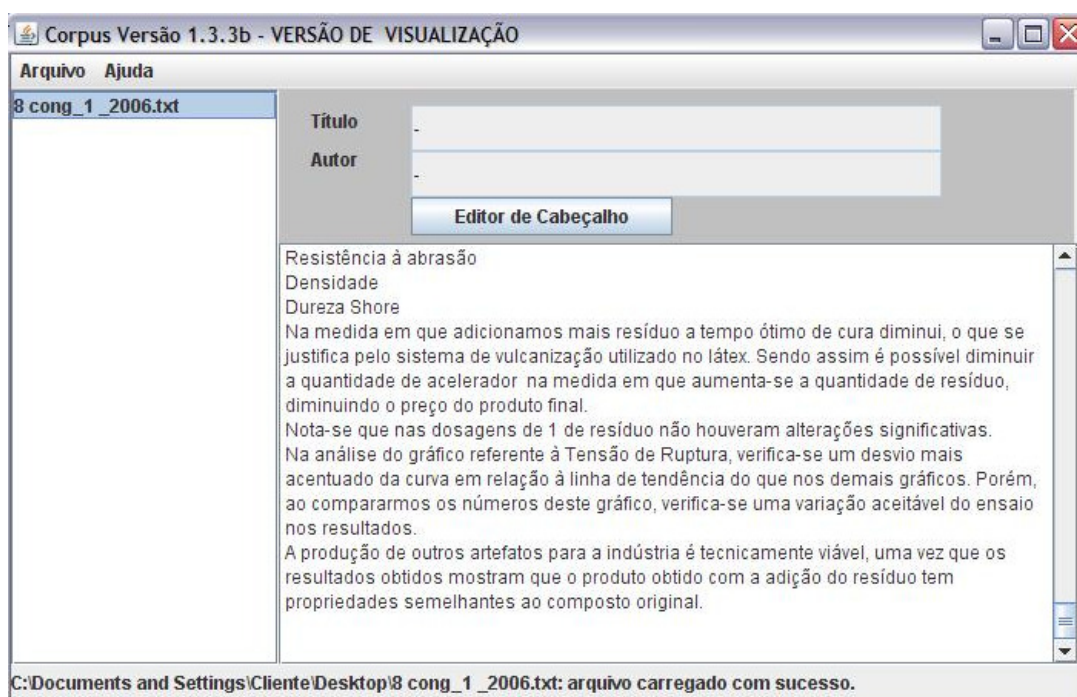 Corpus Versão 1.3.3b - VERSÃO DE VISUALIZAÇÃO
Arquivo Ajuda
8 cong_1 _2006.txt
Título
-
Autor
-
Editor de Cabeçalho
Resistência à abrasão
Densidade
Dureza Shore
Na medida em que adicionamos mais resíduo a tempo ótimo de cura diminui, o que se
justifica pelo sistema de vulcanização utilizado no látex. Sendo assim é possível diminuir
a quantidade de acelerador na medida em que aumenta-se a quantidade de resíduo,
diminuindo o preço do produto final.
Nota-se que nas dosagens de 1 de resíduo não houveram alterações significativas.
Na análise do gráfico referente à Tensão de Ruptura, verifica-se um desvio mais
acentuado da curva em relação à linha de tendência do que nos demais gráficos. Porém,
ao compararmos os números deste gráfico, verifica-se uma variação aceitável do ensaio
nos resultados.
A produção de outros artefatos para a indústria é tecnicamente viável, uma vez que os
resultados obtidos mostram que o produto obtido com a adição do resíduo tem
propriedades semelhantes ao composto original.
C:\Documents and Settings\Cliente\Desktop\8 cong_1 _2006.txt: arquivo carregado com sucesso.